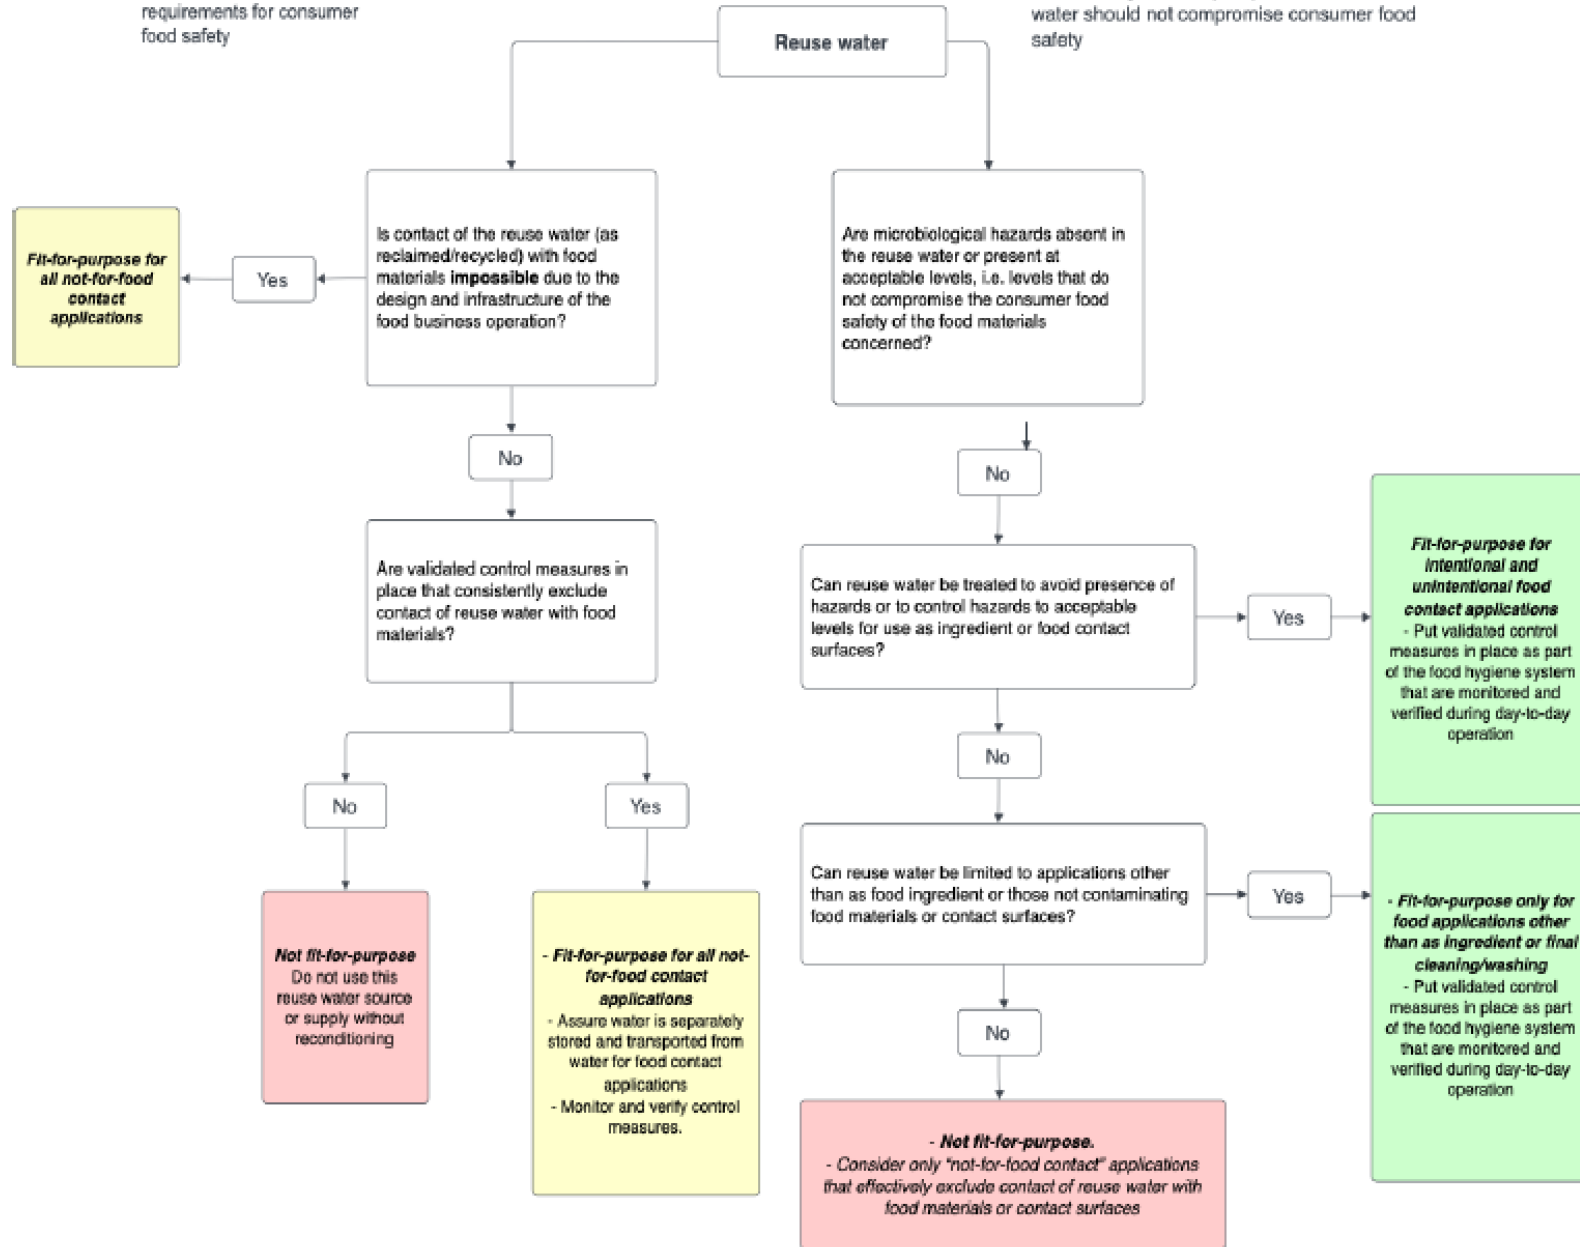 requirements for consumer
food safety
water should not compromise consumer food
safety
Reuse water
Is contact of the reuse water (as
reclaimed/recycled) with food
materials impossible due to the
design and infrastructure of the
food business operation?
Yes
Fit-for-purpose for
all not-for-food
contact
applications
Are microbiological hazards absent in
the reuse water or present at
acceptable levels, i.e. levels that do
not compromise the consumer food
safety of the food materials
concerned?
No
No
Are validated control measures in
place that consistently exclude
contact of reuse water with food
materials?
Can reuse water be treated to avoid presence of
hazards or to control hazards to acceptable
levels for use as ingredient or food contact
surfaces?
Yes
Fit-for-purpose for
intentional and
unintentional food
contact applications
- Put validated control
measures in place as part
of the food hygiene system
that are monitored and
verified during day-to-day
operation
No
No
Yes
Can reuse water be limited to applications other
than as food ingredient or those not contaminating
food materials or contact surfaces?
Yes
- Fit-for-purpose only for
food applications other
than as ingredient or final
cleaning/washing
- Put validated control
measures in place as part
of the food hygiene system
that are monitored and
verified during day-to-day
operation
Not fit-for-purpose
Do not use this
reuse water source
or supply without
reconditioning
- Fit-for-purpose for all not-
for-food contact
applications
- Assure water is separately
stored and transported from
water for food contact
applications
- Monitor and verify control
measures.
No
- Not fit-for-purpose.
- Consider only "not-for-food contact" applications
that effectively exclude contact of reuse water with
food materials or contact surfaces